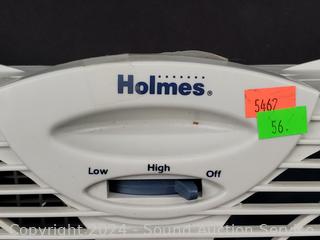 Holmes®
5467
56.
High
Low
Off
Copyright 2024 - Sound Auction Service